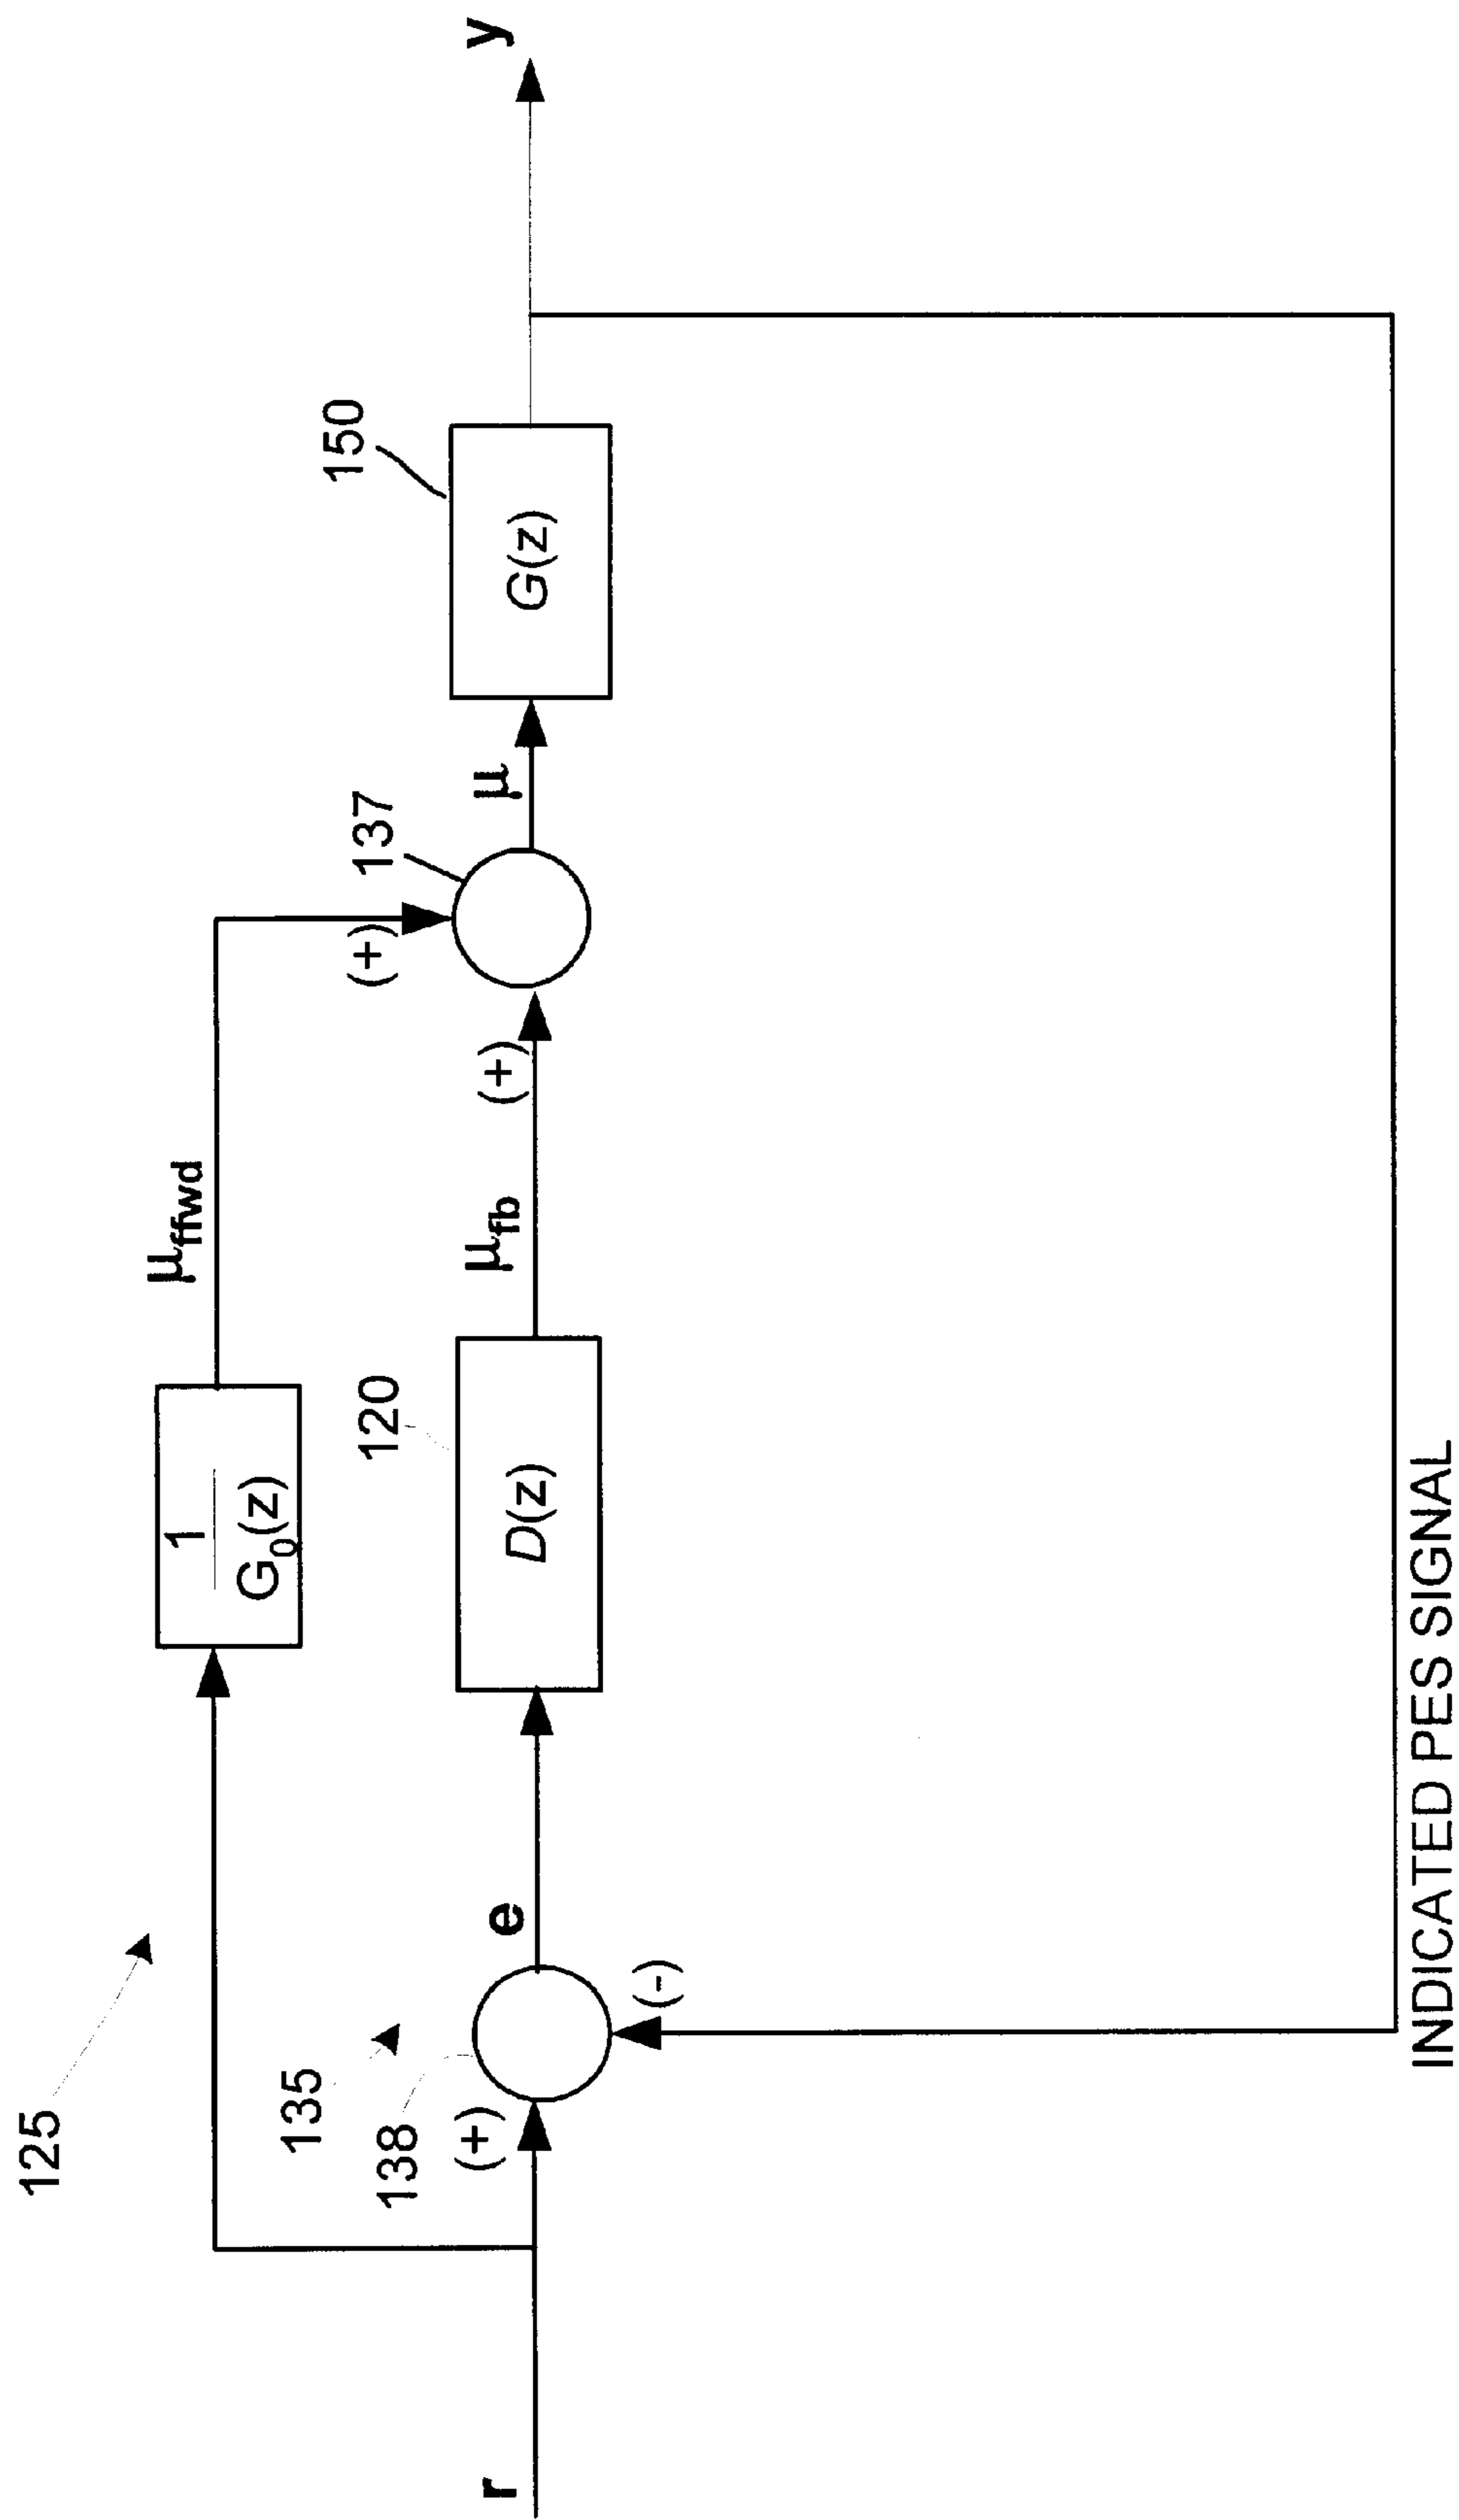 125
μffwd
1
G0(z)
135
150
137
(+)
120
138
y
μ
G(z)
(+)
μfb
D(z)
e
(+)
r
(-)
INDICATED PES SIGNAL